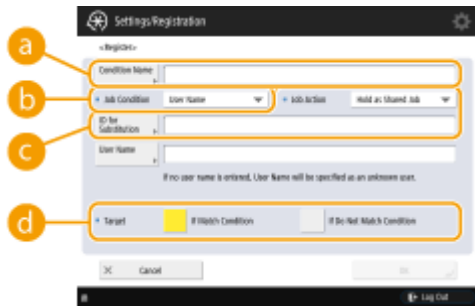 Settings/Registration
<Register>
a
Condition Name
b
Job Condition User Name Job Action Hold as Shared Job
c
ID for
Substitution
User Name
If no user name is entered, User Name will be specified as an unknown user.
d
Target If Match Condition If Do Not Match Condition
Cancel OK
Log Out